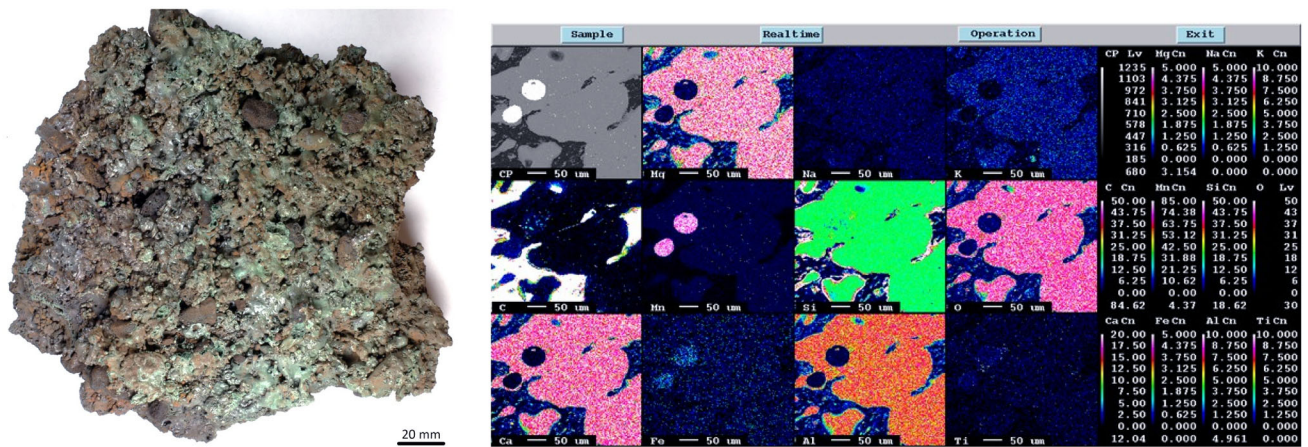 Sample Realtime Operation Exit
CP 50 um Mg 50 um Na 50 um K 50 um
C 50 um Mn 50 um Si 50 um O 50 um
Ca 50 um Fe 50 um Al 50 um Ti 50 um
CP Lv Mg Cn Na Cn K Cn
1235 5.000 5.000 10.000
1103 4.375 4.375 8.750
972 3.750 3.750 7.500
841 3.125 3.125 6.250
710 2.500 2.500 5.000
578 1.875 1.875 3.750
447 1.250 1.250 2.500
316 0.625 0.625 1.250
185 0.000 0.000 0.000
680 3.154 0.000 0.000
C Cn Mn Cn Si Cn O Lv
50.00 85.00 50.00 50
43.75 74.38 43.75 43
37.50 63.75 37.50 37
31.25 53.12 31.25 31
25.00 42.50 25.00 25
18.75 31.88 18.75 18
12.50 21.25 12.50 12
6.25 10.62 6.25 6
0.00 0.00 0.00 0
84.62 4.37 18.62 30
Ca Cn Fe Cn Al Cn Ti Cn
20.00 5.000 10.000 10.000
17.50 4.375 8.750 8.750
15.00 3.750 7.500 7.500
12.50 3.125 6.250 6.250
10.00 2.500 5.000 5.000
7.50 1.875 3.750 3.750
5.00 1.250 2.500 2.500
2.50 0.625 1.250 1.250
0.00 0.000 0.000 0.000
12.04 0.000 4.961 0.000
20 mm